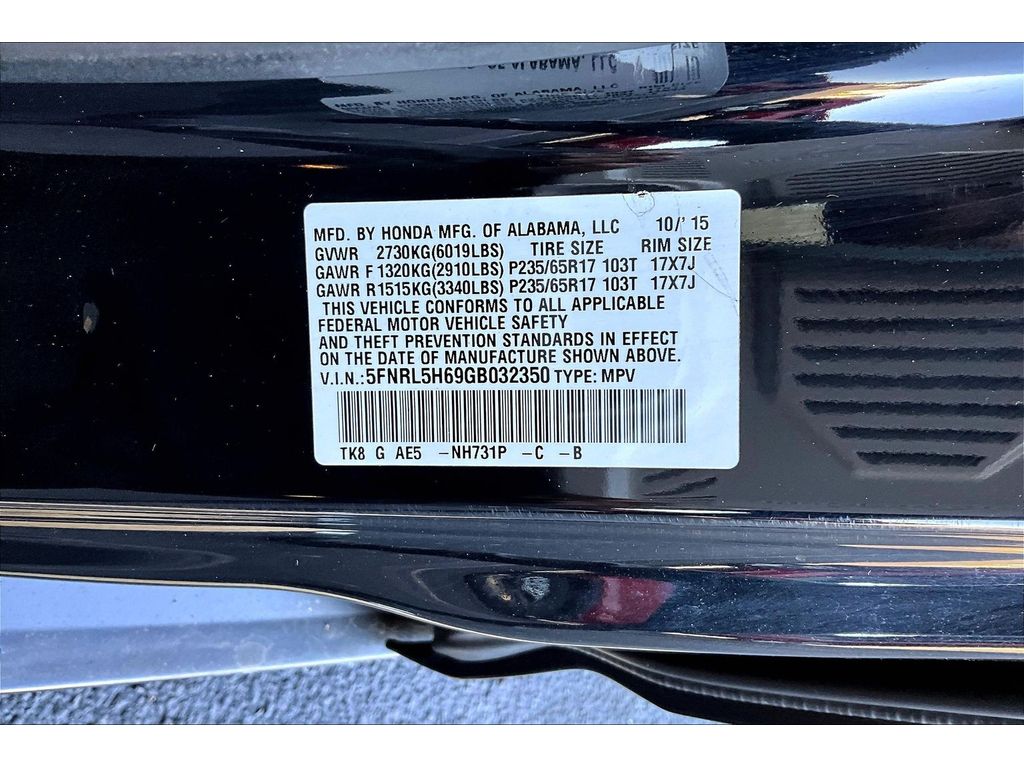 OF ALABAMA, LLC
MFD. BY HONDA MFG. OF ALABAMA, LLC 10/' 15
GVWR 2730KG(6019LBS) TIRE SIZE RIM SIZE
GAWR F 1320KG(2910LBS) P235/65R17 103T 17X7J
GAWR R1515KG(3340LBS) P235/65R17 103T 17X7J
THIS VEHICLE CONFORMS TO ALL APPLICABLE
FEDERAL MOTOR VEHICLE SAFETY
AND THEFT PREVENTION STANDARDS IN EFFECT
ON THE DATE OF MANUFACTURE SHOWN ABOVE.
V.I.N.:5FNRL5H69GB032350 TYPE: MPV
TK8 G AE5 -NH731P -C -B